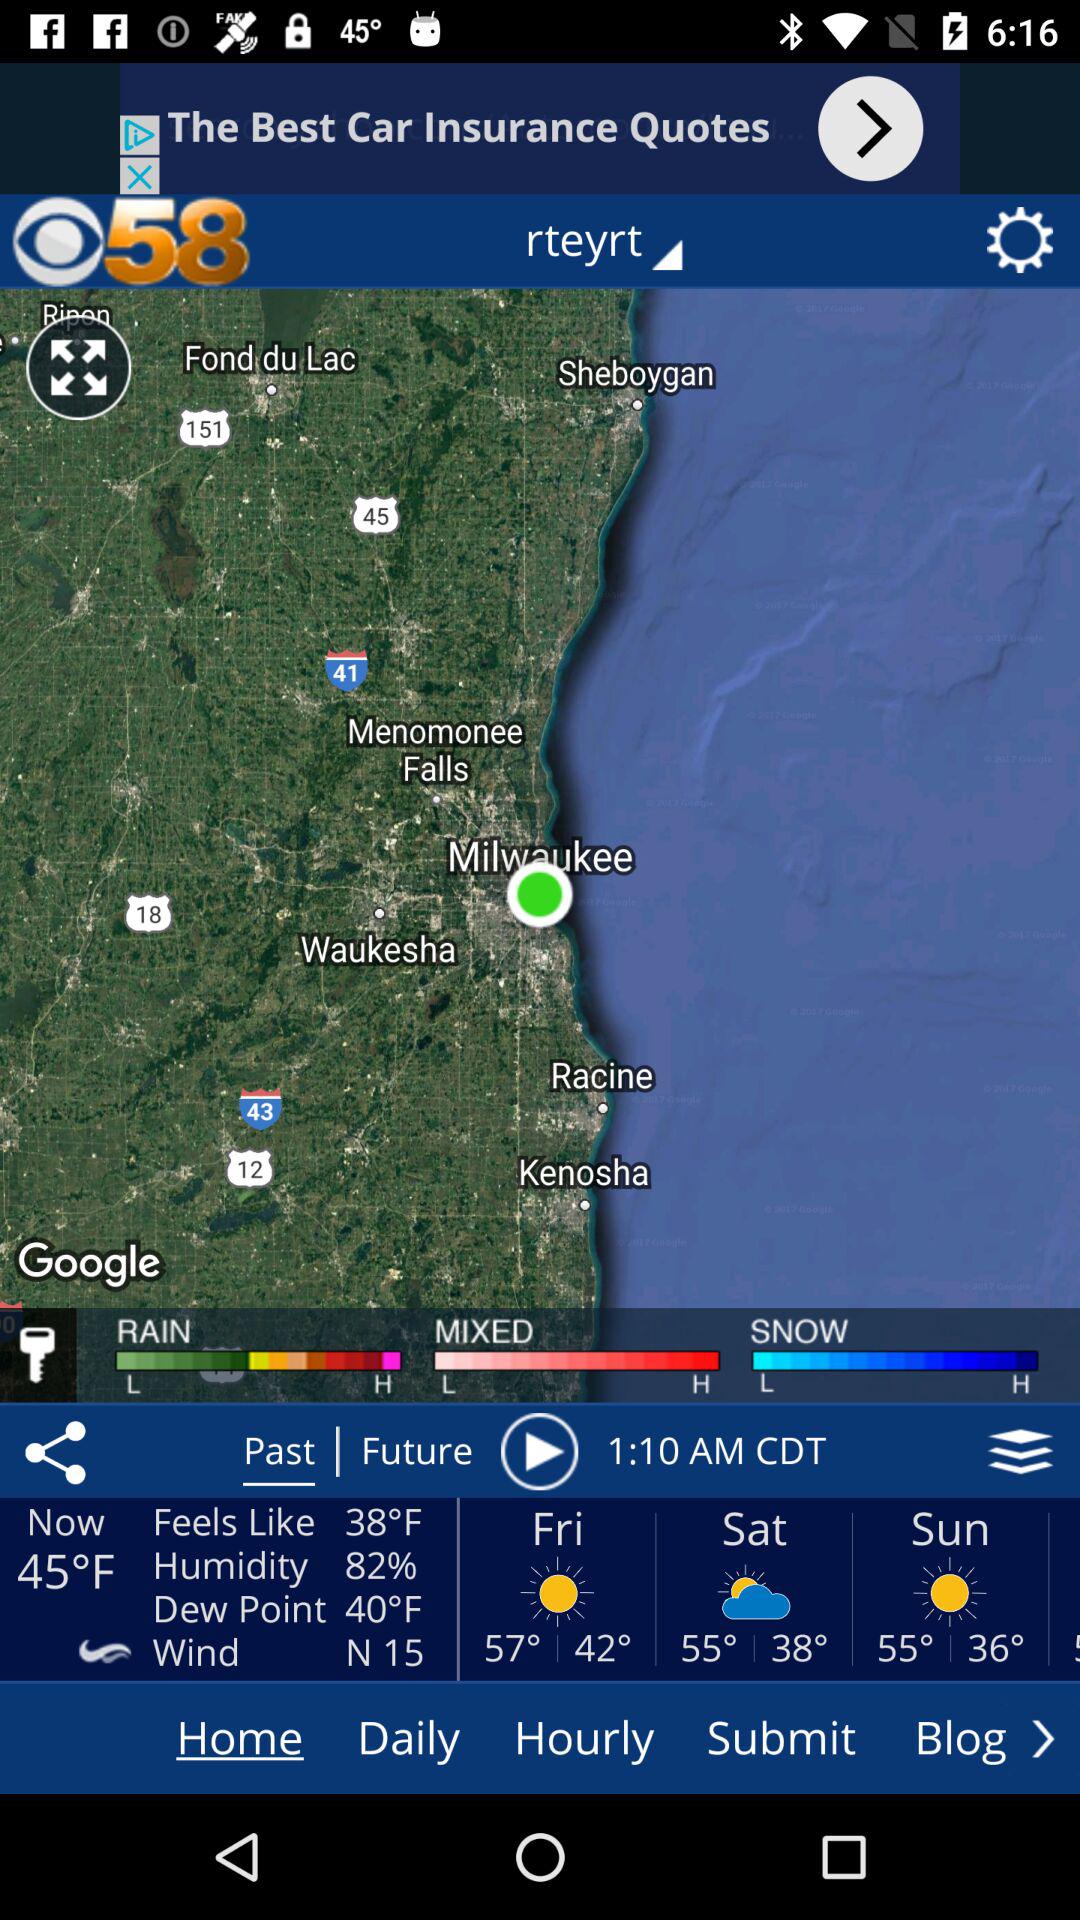 FAKE
45° 6:16
The Best Car Insurance Quotes
58 rteyrt
Ripon
Fond du Lac
Sheboygan
151
45
41
Menomonee
Falls
Milwaukee
18
Waukesha
Racine
43
12
Kenosha
Google
RAIN MIXED SNOW
L H L H L H
Past Future 1:10 AM CDT
Now
45°F
Feels Like 38°F
Humidity 82%
Dew Point 40°F
Wind N 15
Fri Sat Sun
57° 42° 55° 38° 55° 36°
Home Daily Hourly Submit Blog